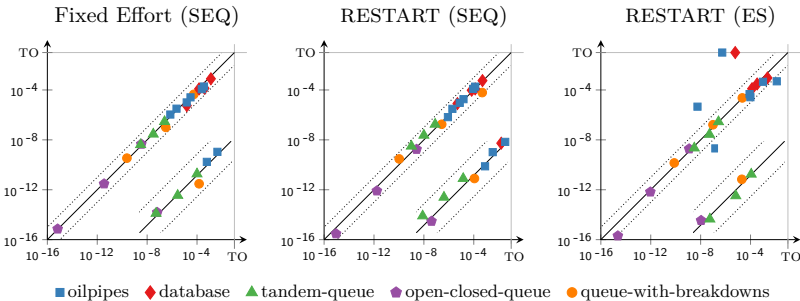 Fixed Effort (SEQ) RESTART (SEQ) RESTART (ES)
TO TO TO
10⁻⁴ 10⁻⁴ 10⁻⁴
10⁻⁸ 10⁻⁸ 10⁻⁸
10⁻¹² 10⁻¹² 10⁻¹²
10⁻¹⁶ 10⁻¹⁶ 10⁻¹⁶
10⁻¹⁶ 10⁻¹² 10⁻⁸ 10⁻⁴ TO 10⁻¹⁶ 10⁻¹² 10⁻⁸ 10⁻⁴ TO 10⁻¹⁶ 10⁻¹² 10⁻⁸ 10⁻⁴ TO
oilpipes database tandem-queue open-closed-queue queue-with-breakdowns